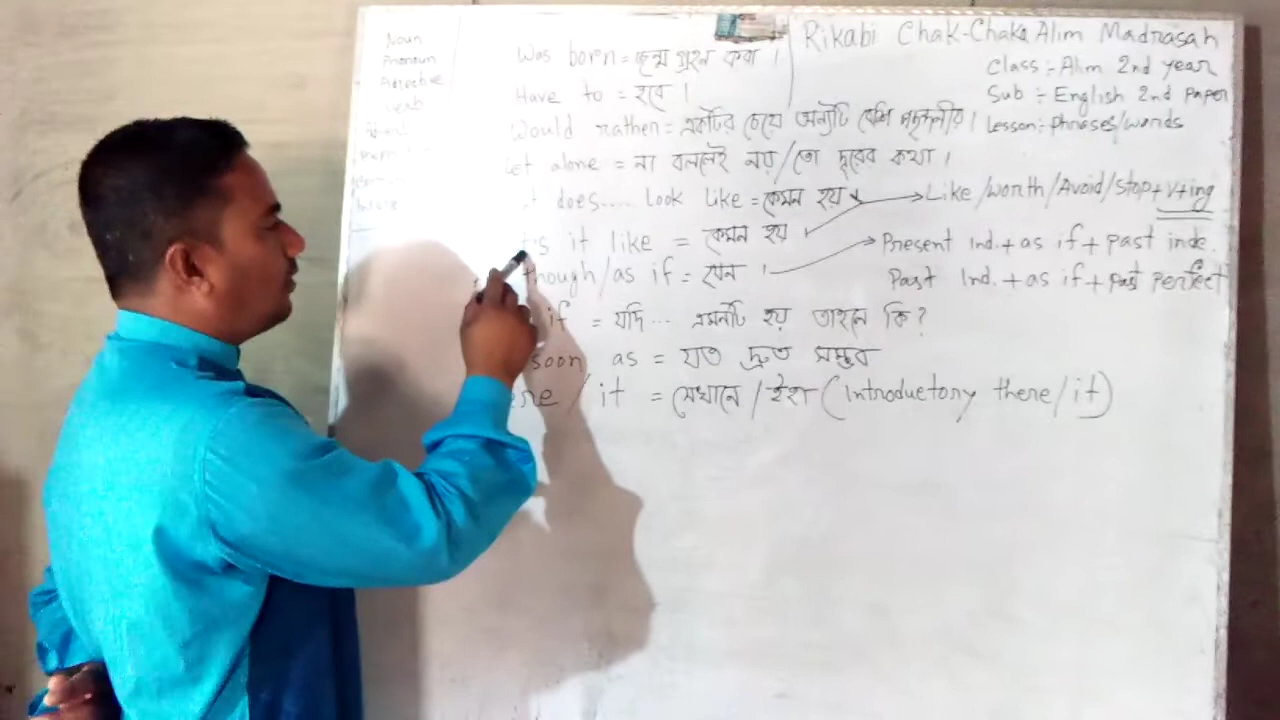 Rikabi Chak-Chaka Alim Madrasah
Class :- Alim 2nd year
Sub :- English 2nd paper
Lesson:- Phrases/words
Noun
Pronoun
Adjective
Verb
Was born = জন্ম গ্রহন করা ।
Have to = হবে ।
Would rather = একটির চেয়ে অন্যটি বেশি পছন্দনীয় ।
Let alone = না বললেই নয়/তো দূরের কথা ।
does.... Look Like = কেমন হয় → Like /worth/Avoid/stop+v+ing
it like = কেমন হয় ।
though/as if = যেন । → Present Ind. + as if + past inde.
Past Ind. + as if + past perfect
if = যদি ... এমনটি হয় তাহলে কি?
soon as = যত দ্রুত সম্ভব
/ it = সেখানে / ইহা (Introductory there/it)